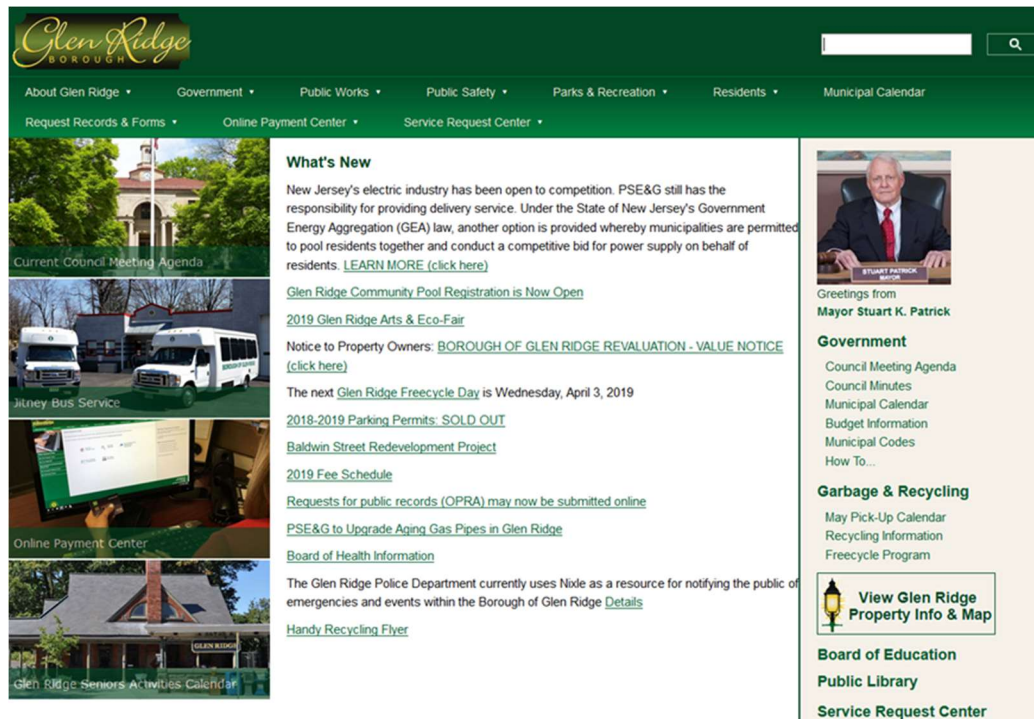 Glen Ridge
BOROUGH
About Glen Ridge ▾
Government ▾
Public Works ▾
Public Safety ▾
Parks & Recreation ▾
Residents ▾
Municipal Calendar
Request Records & Forms ▾
Online Payment Center ▾
Service Request Center ▾
Current Council Meeting Agenda
Jitney Bus Service
Online Payment Center
GLEN RIDGE
Glen Ridge Seniors Activities Calendar
What's New
New Jersey's electric industry has been open to competition. PSE&G still has the
responsibility for providing delivery service. Under the State of New Jersey's Government
Energy Aggregation (GEA) law, another option is provided whereby municipalities are permitted
to pool residents together and conduct a competitive bid for power supply on behalf of
residents. LEARN MORE (click here)
Glen Ridge Community Pool Registration is Now Open
2019 Glen Ridge Arts & Eco-Fair
Notice to Property Owners: BOROUGH OF GLEN RIDGE REVALUATION - VALUE NOTICE
(click here)
The next Glen Ridge Freecycle Day is Wednesday, April 3, 2019
2018-2019 Parking Permits: SOLD OUT
Baldwin Street Redevelopment Project
2019 Fee Schedule
Requests for public records (OPRA) may now be submitted online
PSE&G to Upgrade Aging Gas Pipes in Glen Ridge
Board of Health Information
The Glen Ridge Police Department currently uses Nixle as a resource for notifying the public of
emergencies and events within the Borough of Glen Ridge Details
Handy Recycling Flyer
STUART PATRICK
MAYOR
Greetings from
Mayor Stuart K. Patrick
Government
Council Meeting Agenda
Council Minutes
Municipal Calendar
Budget Information
Municipal Codes
How To...
Garbage & Recycling
May Pick-Up Calendar
Recycling Information
Freecycle Program
View Glen Ridge
Property Info & Map
Board of Education
Public Library
Service Request Center